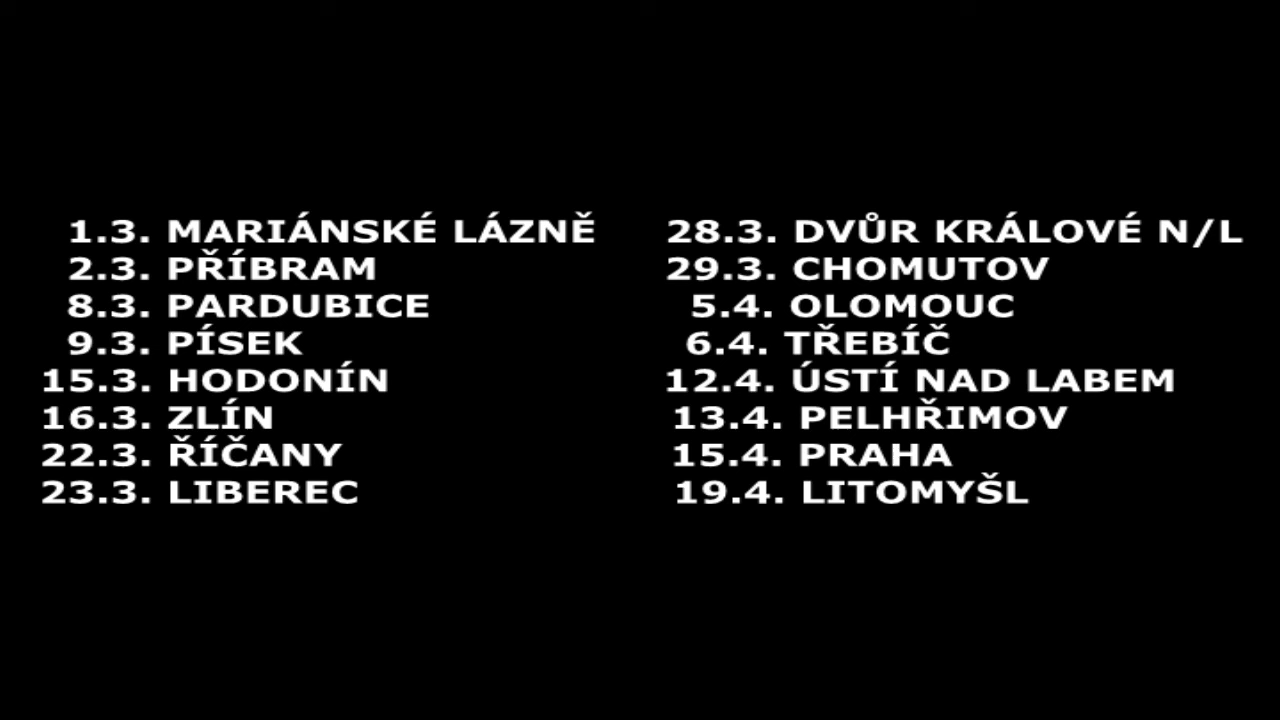 1.3. MARIÁNSKÉ LÁZNĚ
2.3. PŘÍBRAM
8.3. PARDUBICE
9.3. PÍSEK
15.3. HODONÍN
16.3. ZLÍN
22.3. ŘÍČANY
23.3. LIBEREC
28.3. DVŮR KRÁLOVÉ N/L
29.3. CHOMUTOV
5.4. OLOMOUC
6.4. TŘEBÍČ
12.4. ÚSTÍ NAD LABEM
13.4. PELHŘIMOV
15.4. PRAHA
19.4. LITOMYŠL